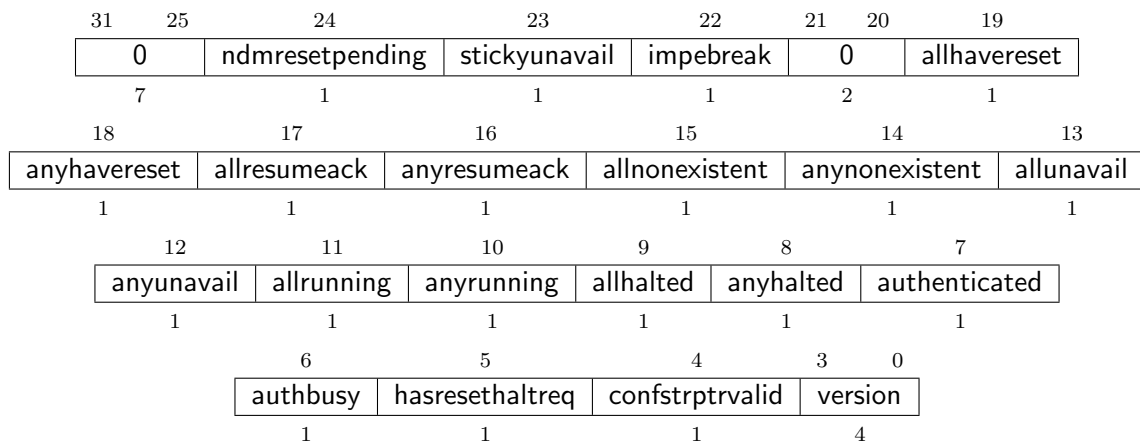 31 25 24 23 22 21 20 19
0 ndmresetpending stickyunavail impebreak 0 allhavereset
7 1 1 1 2 1
18 17 16 15 14 13
anyhavereset allresumeack anyresumeack allnonexistent anynonexistent allunavail
1 1 1 1 1 1
12 11 10 9 8 7
anyunavail allrunning anyrunning allhalted anyhalted authenticated
1 1 1 1 1 1
6 5 4 3 0
authbusy hasresethaltreq confstrptrvalid version
1 1 1 4